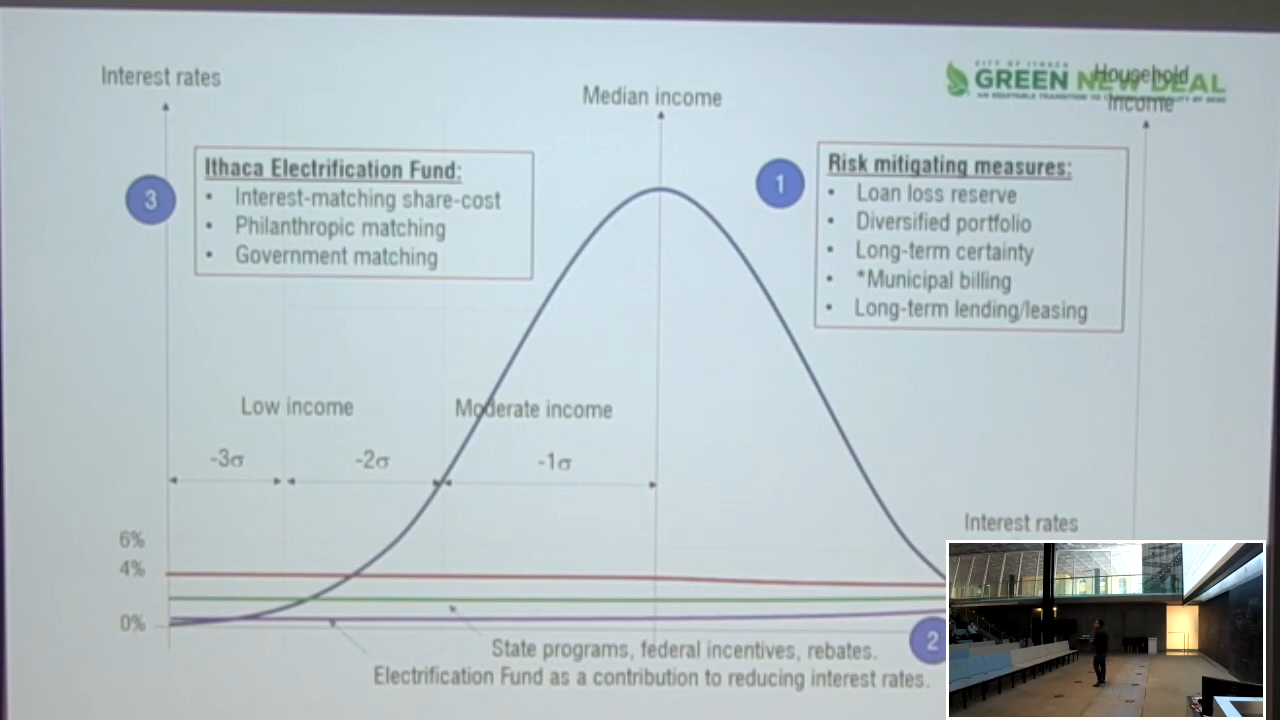 Interest rates
Median income
CITY OF ITHACA
GREEN NEW DEAL
Household
Income
3
Ithaca Electrification Fund:
• Interest-matching share-cost
• Philanthropic matching
• Government matching
1
Risk mitigating measures:
• Loan loss reserve
• Diversified portfolio
• Long-term certainty
• *Municipal billing
• Long-term lending/leasing
Low income
Moderate income
-3σ
-2σ
-1σ
Interest rates
6%
4%
0%
2
State programs, federal incentives, rebates.
Electrification Fund as a contribution to reducing interest rates.